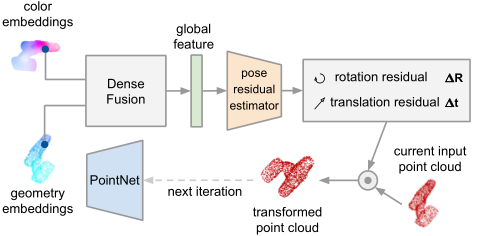 color
embeddings
global
feature
Dense
Fusion
pose
residual
estimator
rotation residual ΔR
translation residual Δt
current input
point cloud
PointNet
next iteration
geometry
embeddings
transformed
point cloud